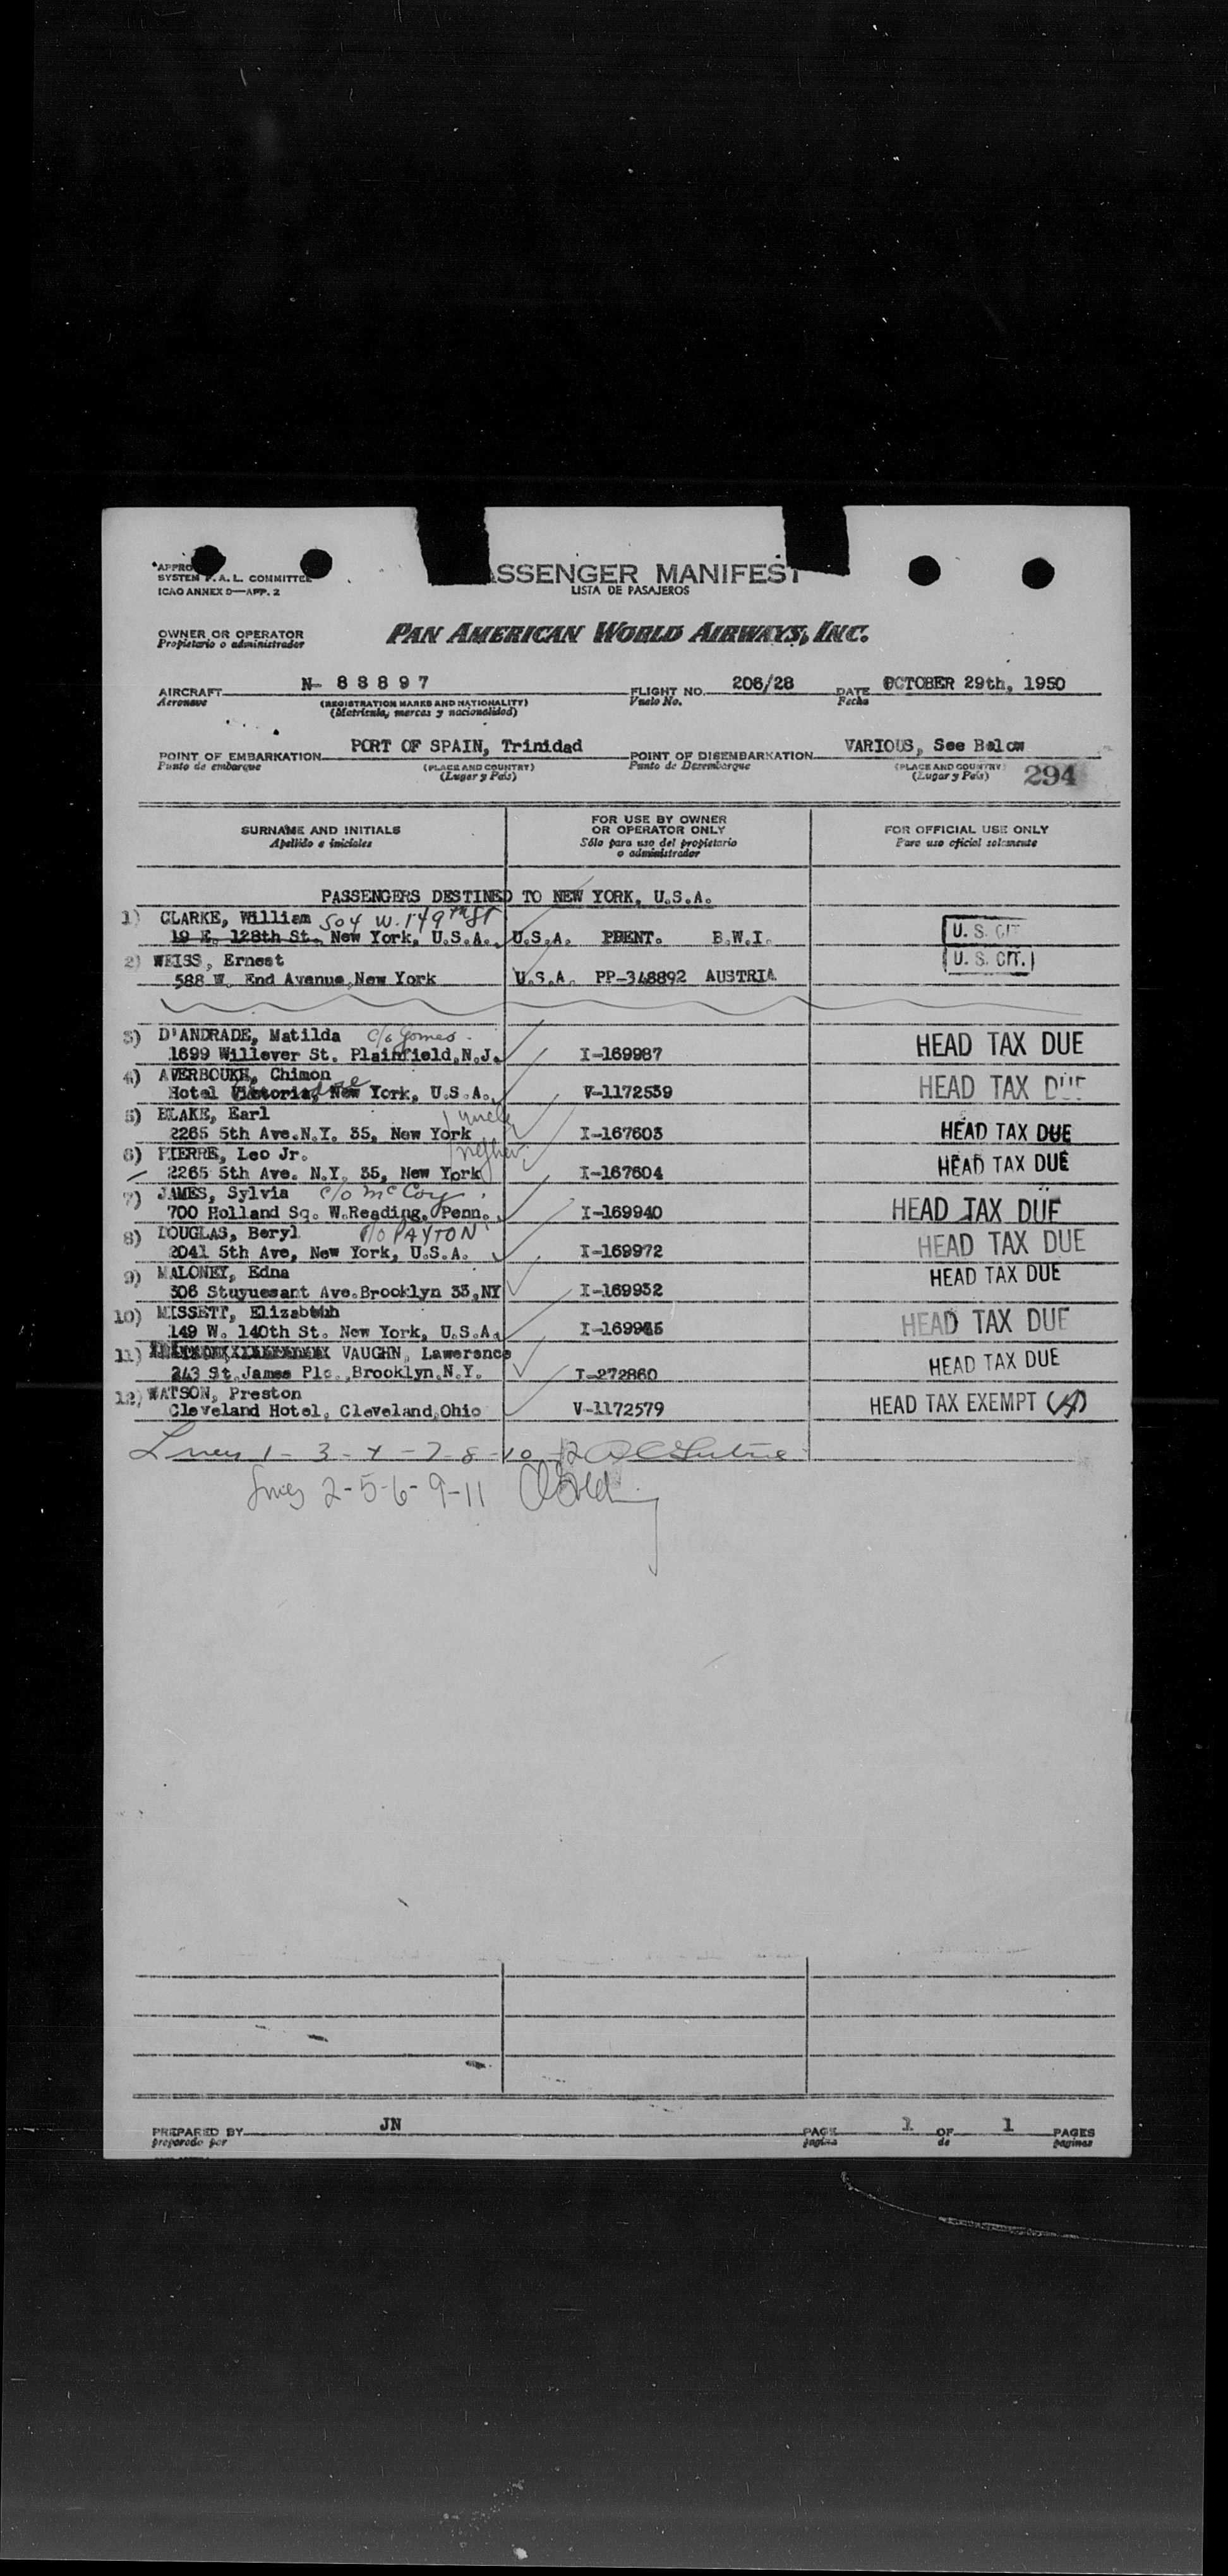 SYSTEM F.A.L. COMMITTEE
ICAO ANNEX 9—APP. 2
PASSENGER MANIFEST
LISTA DE PASAJEROS
OWNER OR OPERATOR
Propietario o administrador
PAN AMERICAN WORLD AIRWAYS, INC.
AIRCRAFT N- 88897 FLIGHT NO. 206/28 DATE OCTOBER 29th, 1950
Aeronave (REGISTRATION MARKS AND NATIONALITY) Vuelo No. Fecha
(Matrícula, marcas y nacionalidad)
POINT OF EMBARKATION PORT OF SPAIN, Trinidad POINT OF DISEMBARKATION VARIOUS, See Below
Punto de embarque (PLACE AND COUNTRY) Punto de Desembarque (PLACE AND COUNTRY)
(Lugar y País) (Lugar y País) 294
SURNAME AND INITIALS FOR USE BY OWNER OR OPERATOR ONLY FOR OFFICIAL USE ONLY
Apellido e iniciales Sólo para uso del propietario o administrador Para uso oficial solamente
PASSENGERS DESTINED TO NEW YORK, U.S.A.
1) CLARKE, William 504 W. 149th St
19 E. 128th St. New York, U.S.A. U.S.A. PBENT. B.W.I. U. S. CIT
2) WEISS, Ernest U. S. CIT.
588 W. End Avenue, New York U.S.A. PP-348892 AUSTRIA
3) D'ANDRADE, Matilda c/o Gomes
1699 Willever St. Plainfield, N.J. I-169987 HEAD TAX DUE
4) AVERBOUKH, Chimon
Hotel New York, U.S.A. V-1172539 HEAD TAX DUE
5) BLAKE, Earl uncle
2265 5th Ave. N.Y. 35, New York I-167603 HEAD TAX DUE
6) PIERRE, Leo Jr. nephew
2265 5th Ave. N.Y. 35, New York I-167604 HEAD TAX DUE
7) JAMES, Sylvia c/o McCoy
700 Holland Sq. W.Reading, Penn. I-169940 HEAD TAX DUE
8) DOUGLAS, Beryl c/o PAYTON
2041 5th Ave, New York, U.S.A. I-169972 HEAD TAX DUE
9) MALONEY, Edna
306 Stuyuesant Ave. Brooklyn 33, NY I-169932 HEAD TAX DUE
10) MISSETT, Elizabeth
149 W. 140th St. New York, U.S.A. HEAD TAX DUE
11) VAUGHN, Lawerence
243 St. James Plc., Brooklyn, N.Y. I-272860 HEAD TAX DUE
12) WATSON, Preston
Cleveland Hotel, Cleveland, Ohio V-1172579 HEAD TAX EXEMPT
Lines 1-3-4-7-8-10-12
Lines 2-5-6-9-11
PREPARED BY JN PAGE 1 OF 1 PAGES
preparado por pagina de paginas